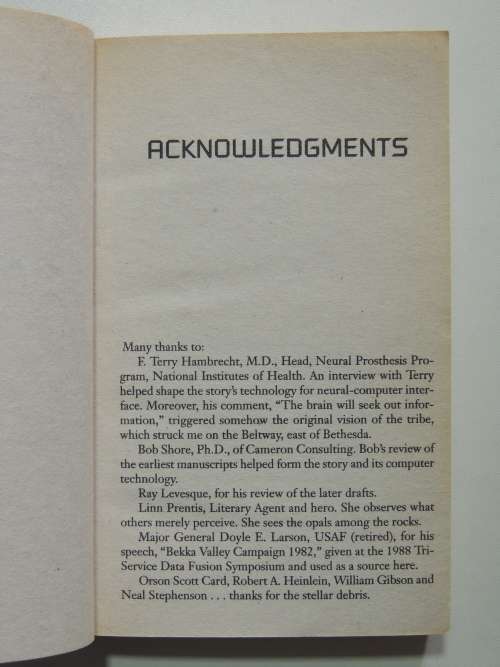 ACKNOWLEDGMENTS
Many thanks to:
F. Terry Hambrecht, M.D., Head, Neural Prosthesis Pro-
gram, National Institutes of Health. An interview with Terry
helped shape the story's technology for neural-computer inter-
face. Moreover, his comment, "The brain will seek out infor-
mation," triggered somehow the original vision of the tribe,
which struck me on the Beltway, east of Bethesda.
Bob Shore, Ph.D., of Cameron Consulting. Bob's review of
the earliest manuscripts helped form the story and its computer
technology.
Ray Levesque, for his review of the later drafts.
Linn Prentis, Literary Agent and hero. She observes what
others merely perceive. She sees the opals among the rocks.
Major General Doyle E. Larson, USAF (retired), for his
speech, "Bekka Valley Campaign 1982," given at the 1988 Tri-
Service Data Fusion Symposium and used as a source here.
Orson Scott Card, Robert A. Heinlein, William Gibson and
Neal Stephenson . . . thanks for the stellar debris.